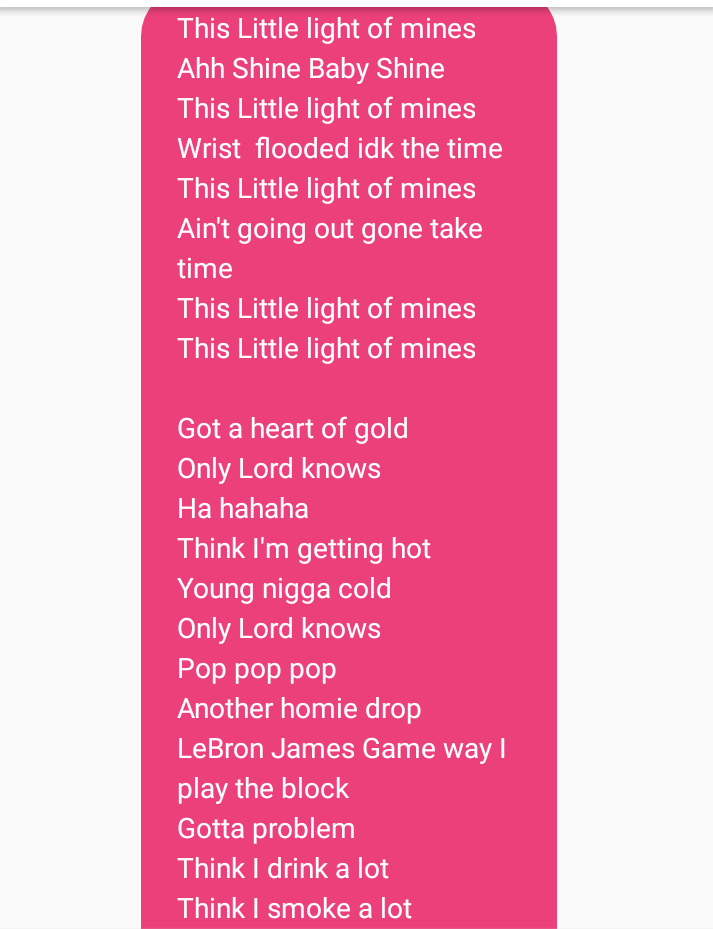 This Little light of mines
Ahh Shine Baby Shine
This Little light of mines
Wrist  flooded idk the time
This Little light of mines
Ain't going out gone take
time
This Little light of mines
This Little light of mines

Got a heart of gold
Only Lord knows
Ha hahaha
Think I'm getting hot
Young nigga cold
Only Lord knows
Pop pop pop
Another homie drop
LeBron James Game way I
play the block
Gotta problem
Think I drink a lot
Think I smoke a lot